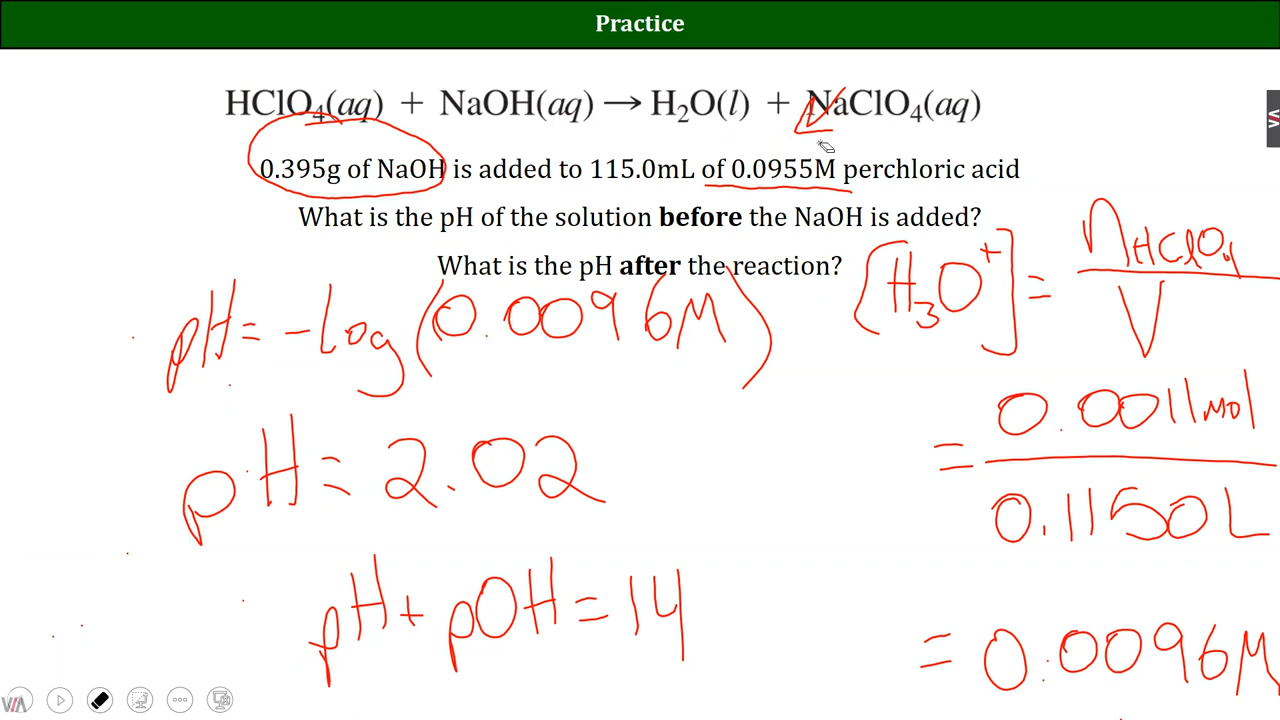 Practice
HClO₄(aq) + NaOH(aq) → H₂O(l) + NaClO₄(aq)
0.395g of NaOH is added to 115.0mL of 0.0955M perchloric acid
What is the pH of the solution before the NaOH is added?
What is the pH after the reaction?
[H₃O⁺] = nHClO₄ / V
pH = -log(0.0096M)
= 0.0011mol / 0.1150L
pH = 2.02
pH + pOH = 14
= 0.0096M